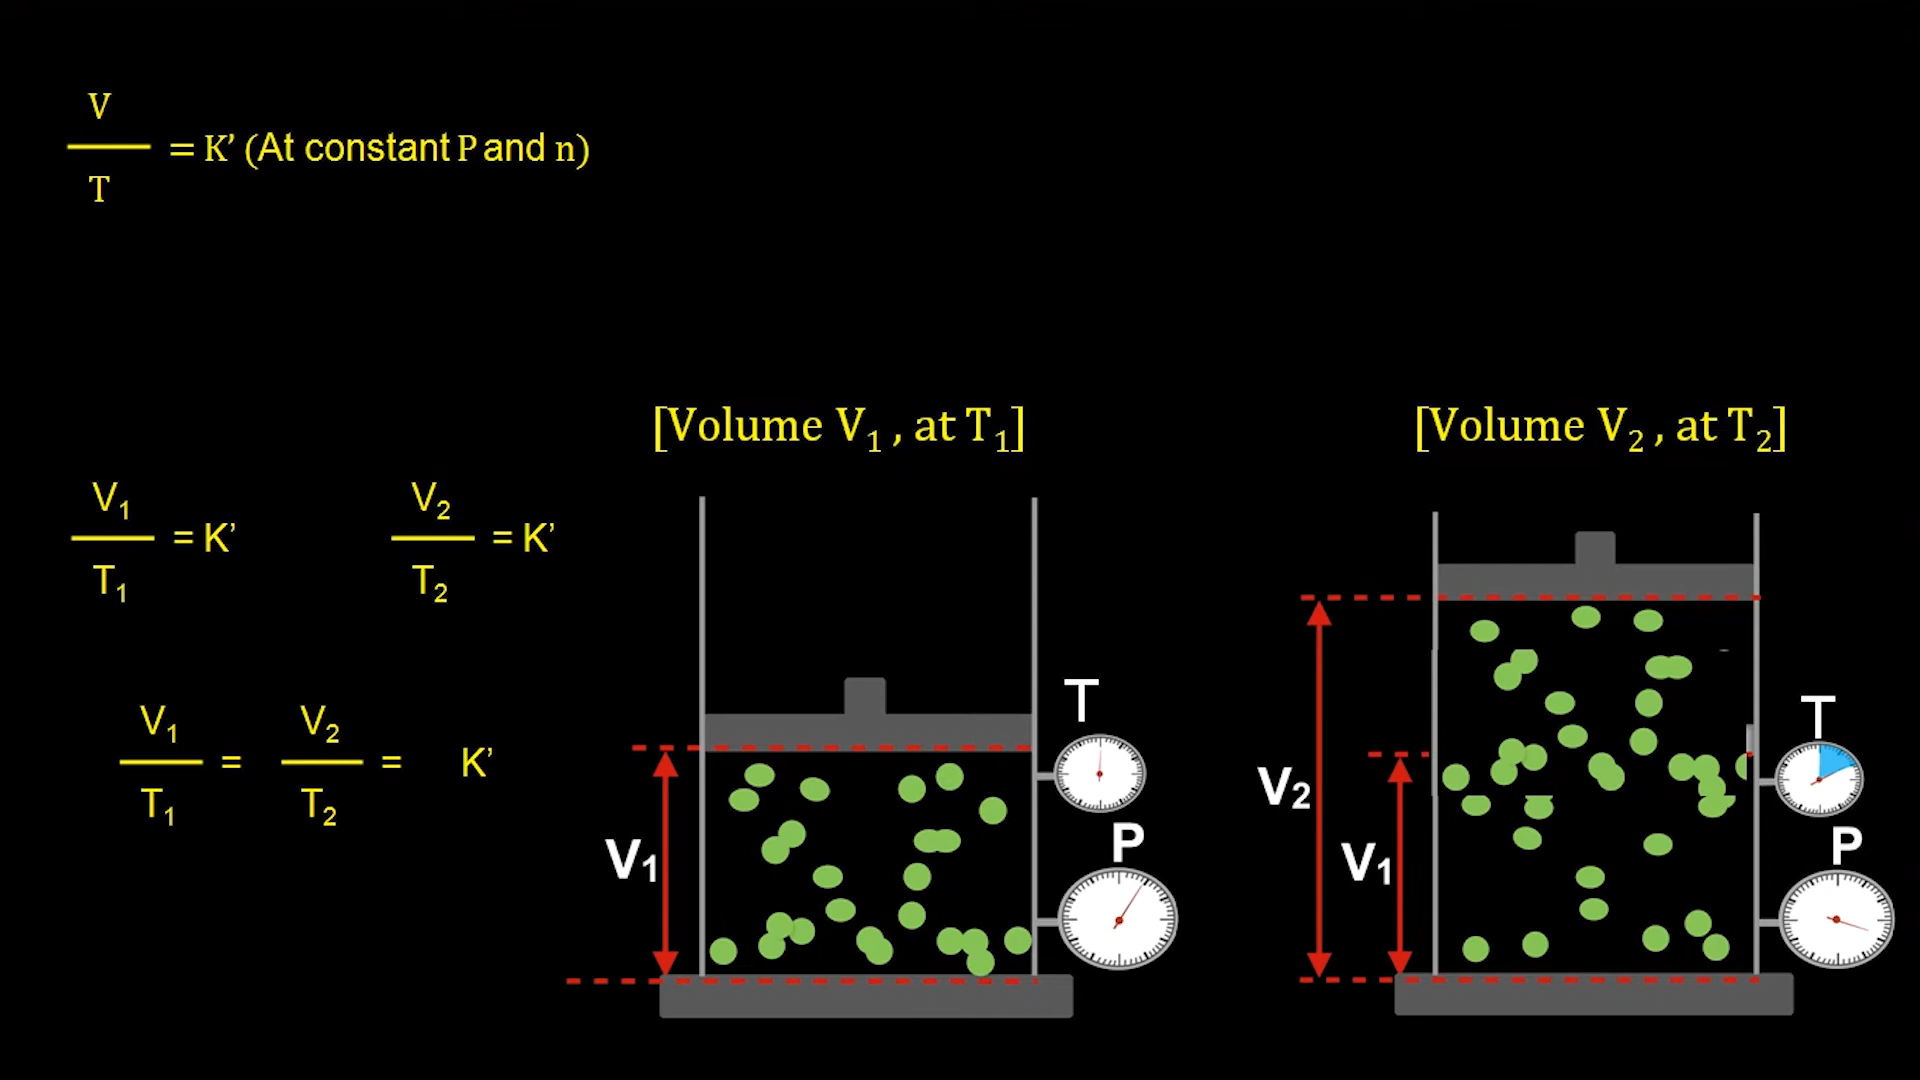 V
— = K’ (At constant P and n)
T
[Volume V₁ , at T₁]
[Volume V₂ , at T₂]
V₁
— = K’
T₁
V₂
— = K’
T₂
V₁
— =
T₁
V₂
— = K’
T₂
V₁
T
P
V₂
V₁
T
P